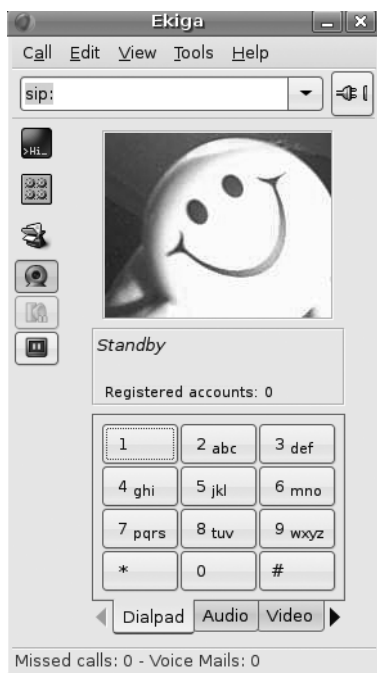 Ekiga
Call Edit View Tools Help
sip:
>Hi_
Standby
Registered accounts: 0
1 2 abc 3 def
4 ghi 5 jkl 6 mno
7 pqrs 8 tuv 9 wxyz
* 0 #
Dialpad Audio Video
Missed calls: 0 - Voice Mails: 0